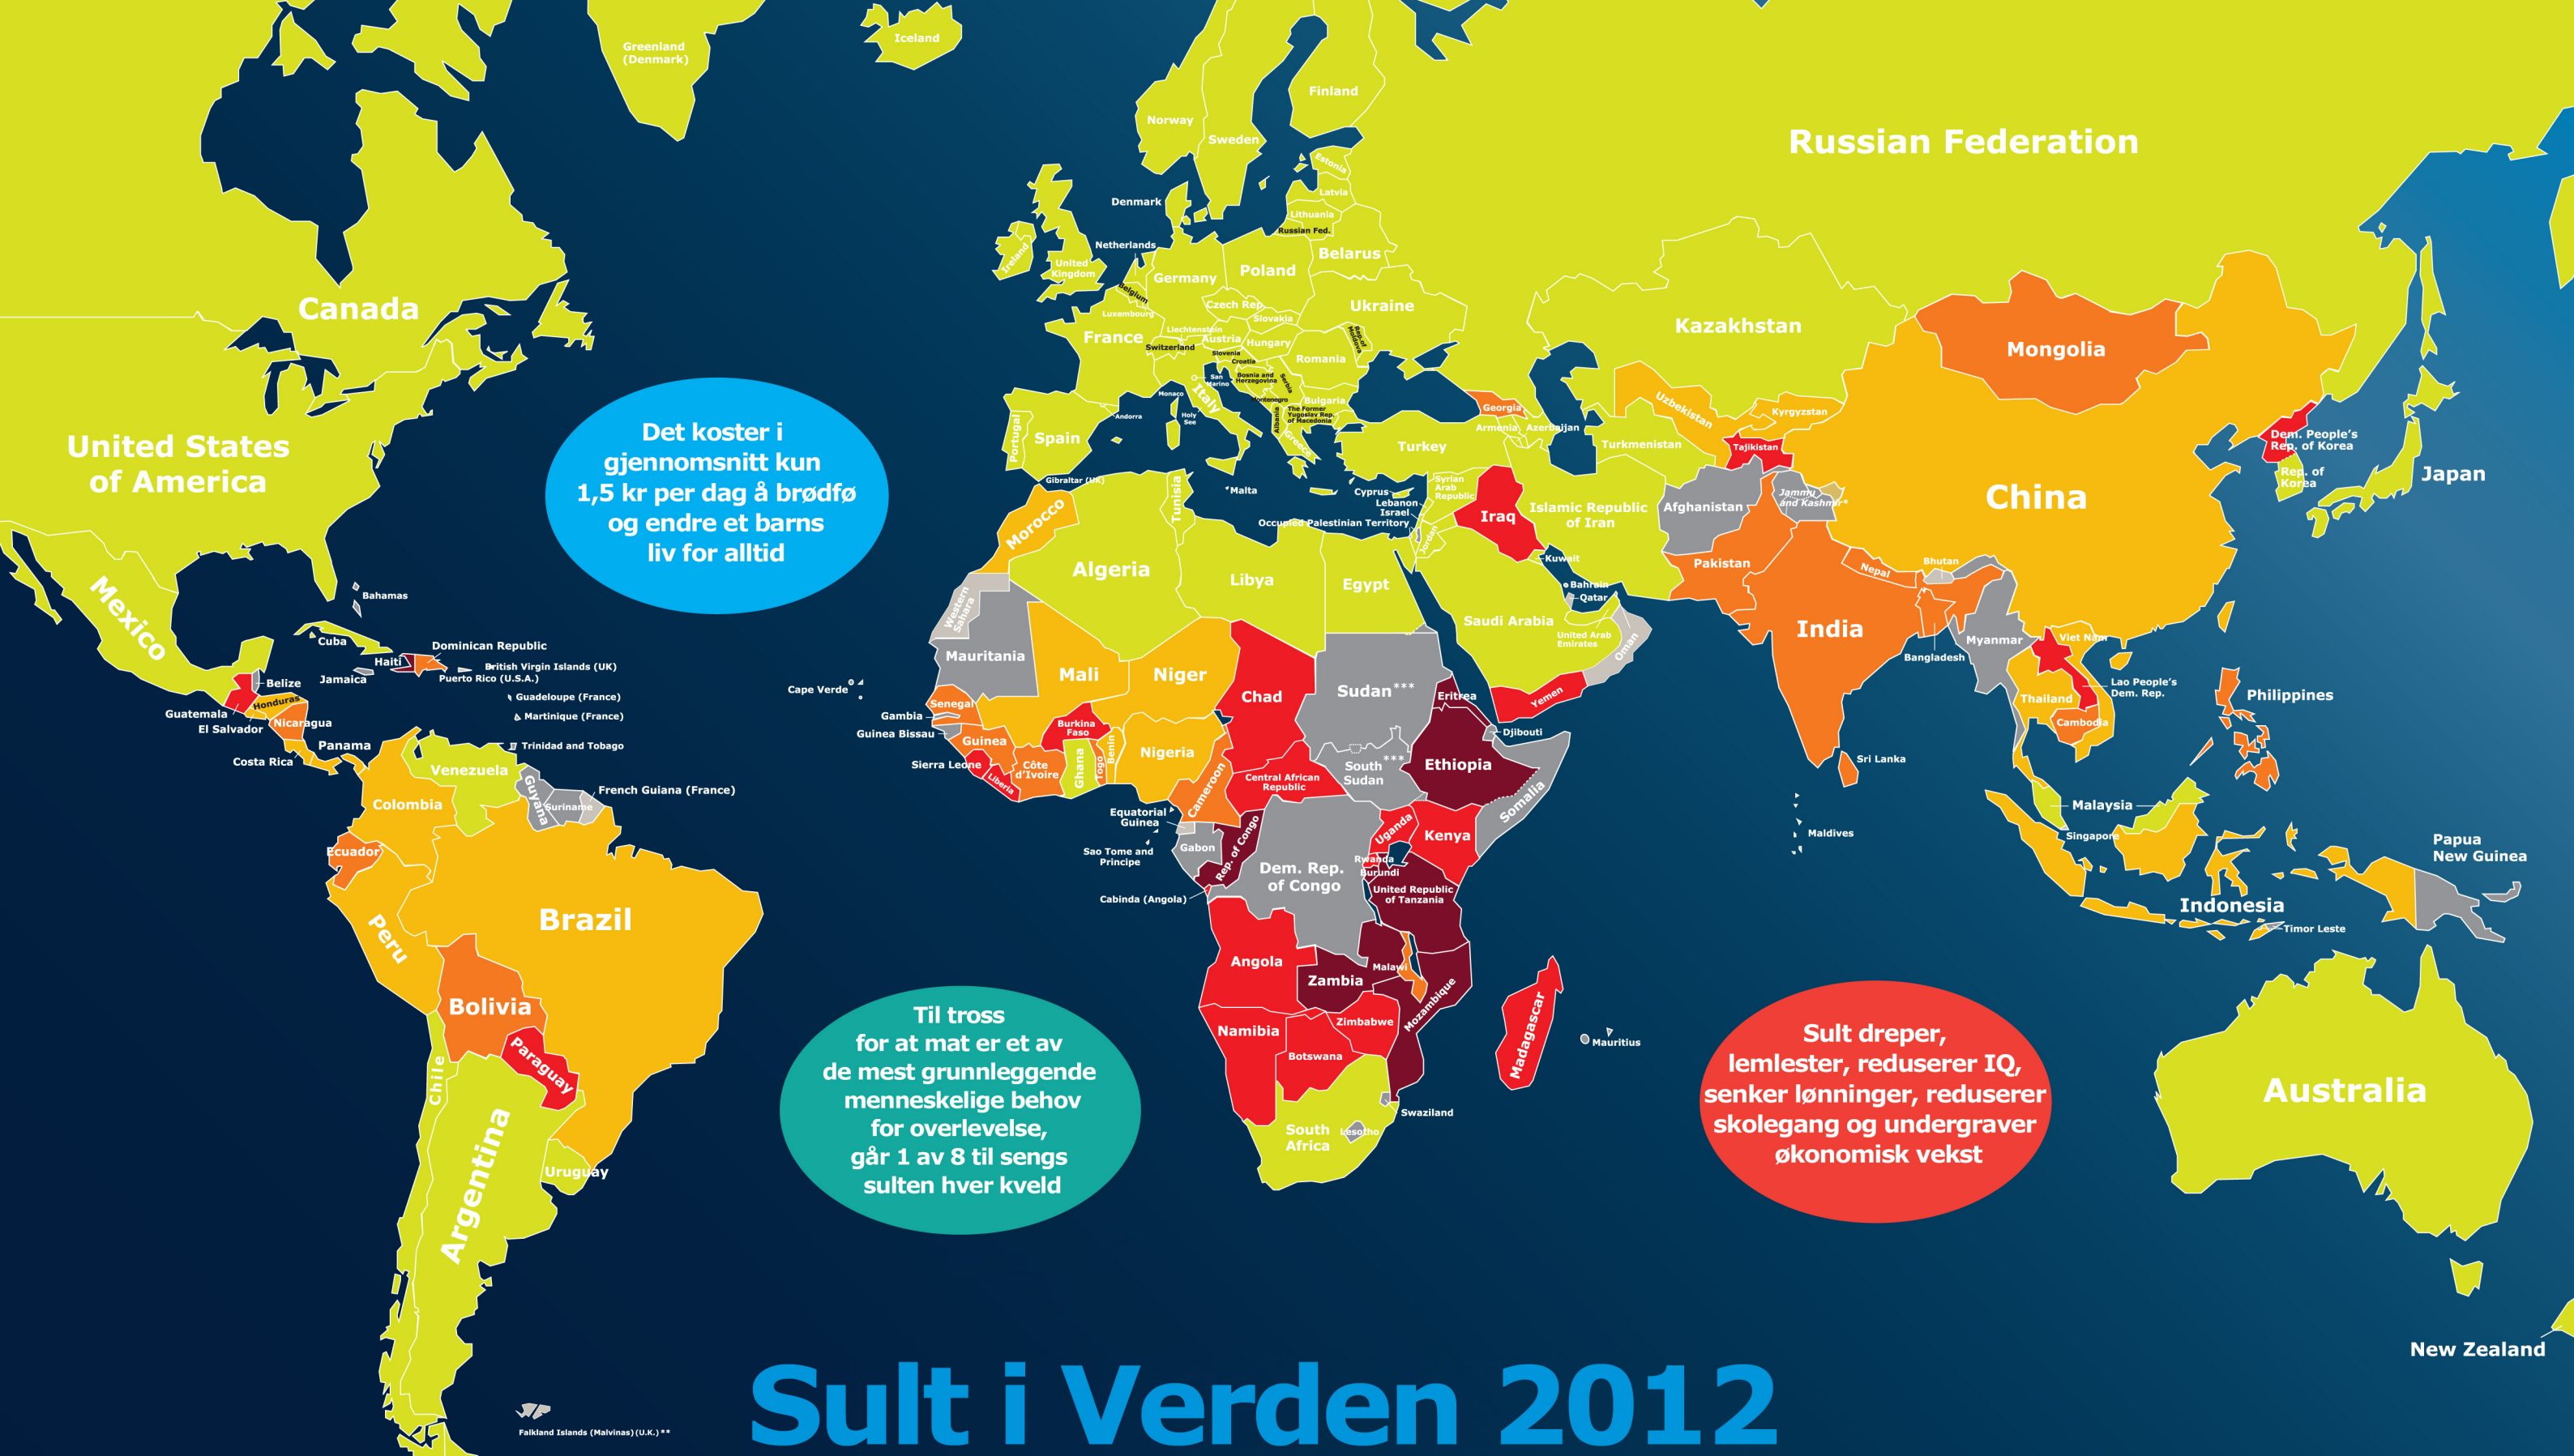 Greenland
(Denmark)
Iceland
Norway
Sweden
Finland
Russian Federation
Canada
Denmark
Estonia
Latvia
Lithuania
Russian Fed.
Belarus
Ireland
United
Kingdom
Netherlands
Belgium
Luxembourg
Germany
Poland
Czech Rep.
Slovakia
Ukraine
France
Liechtenstein
Switzerland
Austria
Hungary
Slovenia
Croatia
Romania
Rep. of
Moldova
San
Marino
Bosnia and
Herzegovina
Serbia
Montenegro
Bulgaria
Monaco
Italy
Holy
See
Albania
The Former
Yugoslav Rep.
of Macedonia
Greece
Andorra
Portugal
Spain
Gibraltar (UK)
Malta
Kazakhstan
Mongolia
Georgia
Armenia
Azerbaijan
Turkey
Uzbekistan
Kyrgyzstan
Turkmenistan
Tajikistan
Dem. People's
Rep. of Korea
Rep. of
Korea
Japan
China
United States
of America
Det koster i
gjennomsnitt kun
1,5 kr per dag å brødfø
og endre et barns
liv for alltid
Mexico
Bahamas
Cuba
Haiti
Dominican Republic
Jamaica
British Virgin Islands (UK)
Puerto Rico (U.S.A.)
Guadeloupe (France)
Martinique (France)
Belize
Honduras
Guatemala
El Salvador
Nicaragua
Panama
Costa Rica
Trinidad and Tobago
Venezuela
Guyana
Suriname
French Guiana (France)
Colombia
Ecuador
Peru
Brazil
Bolivia
Paraguay
Chile
Argentina
Uruguay
Falkland Islands (Malvinas)(U.K.)**
Morocco
Western
Sahara
Algeria
Tunisia
Libya
Egypt
Cyprus
Lebanon
Israel
Occupied Palestinian Territory
Jordan
Syrian
Arab
Republic
Iraq
Islamic Republic
of Iran
Kuwait
Bahrain
Qatar
Saudi Arabia
United Arab
Emirates
Oman
Yemen
Afghanistan
Jammu
and Kashmir*
Pakistan
Nepal
Bhutan
India
Bangladesh
Myanmar
Viet Nam
Lao People's
Dem. Rep.
Thailand
Cambodia
Philippines
Sri Lanka
Maldives
Malaysia
Singapore
Indonesia
Timor Leste
Papua
New Guinea
Cape Verde
Mauritania
Mali
Niger
Chad
Sudan***
Eritrea
Djibouti
Senegal
Gambia
Guinea Bissau
Guinea
Sierra Leone
Liberia
Côte
d'Ivoire
Burkina
Faso
Ghana
Togo
Benin
Nigeria
Cameroon
Central African
Republic
South***
Sudan
Ethiopia
Somalia
Equatorial
Guinea
Sao Tome and
Principe
Gabon
Rep. of Congo
Cabinda (Angola)
Dem. Rep.
of Congo
Uganda
Kenya
Rwanda
Burundi
United Republic
of Tanzania
Angola
Zambia
Malawi
Mozambique
Zimbabwe
Namibia
Botswana
Madagascar
Mauritius
Swaziland
Lesotho
South
Africa
Til tross
for at mat er et av
de mest grunnleggende
menneskelige behov
for overlevelse,
går 1 av 8 til sengs
sulten hver kveld
Sult dreper,
lemlester, reduserer IQ,
senker lønninger, reduserer
skolegang og undergraver
økonomisk vekst
Australia
New Zealand
Sult i Verden 2012